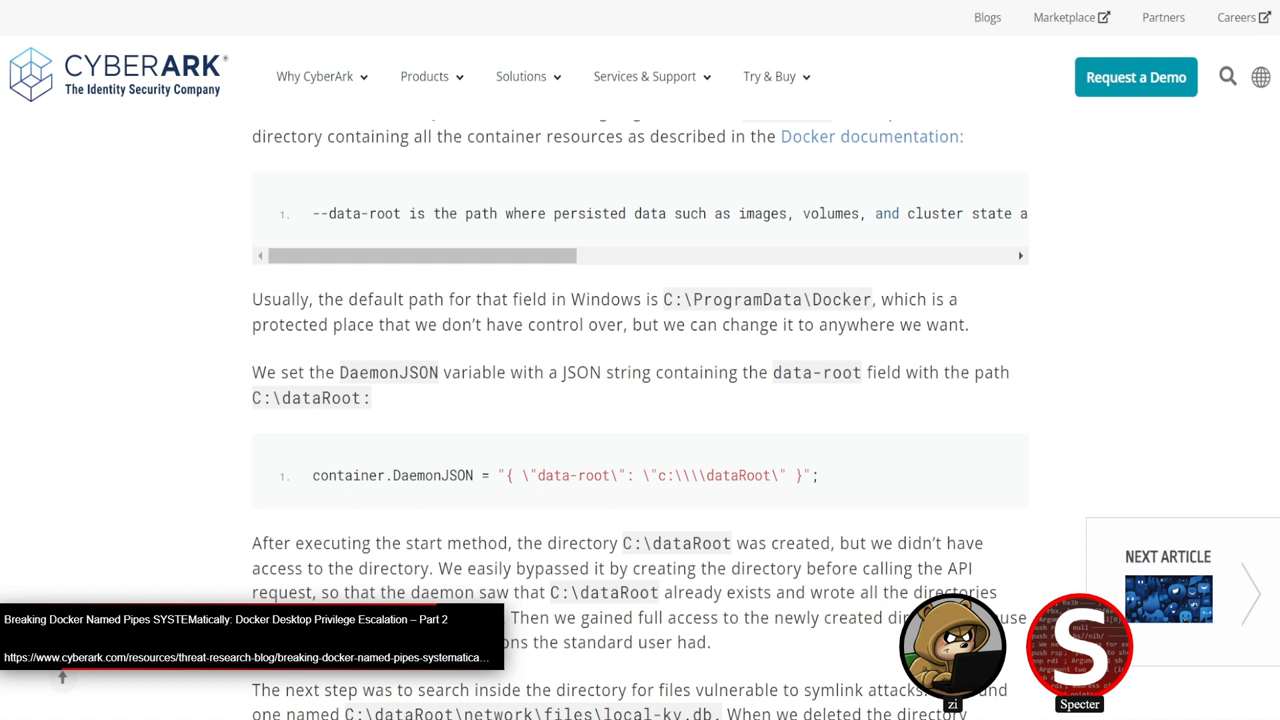 Blogs Marketplace Partners Careers
CYBERARK®
The Identity Security Company
Why CyberArk Products Solutions Services & Support Try & Buy
Request a Demo
directory containing all the container resources as described in the Docker documentation:
1. --data-root is the path where persisted data such as images, volumes, and cluster state a
Usually, the default path for that field in Windows is C:\ProgramData\Docker, which is a
protected place that we don't have control over, but we can change it to anywhere we want.
We set the DaemonJSON variable with a JSON string containing the data-root field with the path
C:\dataRoot:
1. container.DaemonJSON = "{ \"data-root\": \"c:\\\\dataRoot\" }";
After executing the start method, the directory C:\dataRoot was created, but we didn't have
access to the directory. We easily bypassed it by creating the directory before calling the API
request, so that the daemon saw that C:\dataRoot already exists and wrote all the directories
Then we gained full access to the newly created
the standard user had.
The next step was to search inside the directory for files vulnerable to symlink attacks.
one named C:\dataRoot\network\files\local-kv.db. When we deleted the directory
NEXT ARTICLE
Breaking Docker Named Pipes SYSTEMatically: Docker Desktop Privilege Escalation – Part 2
https://www.cyberark.com/resources/threat-research-blog/breaking-docker-named-pipes-systematica...
S
zi
Specter